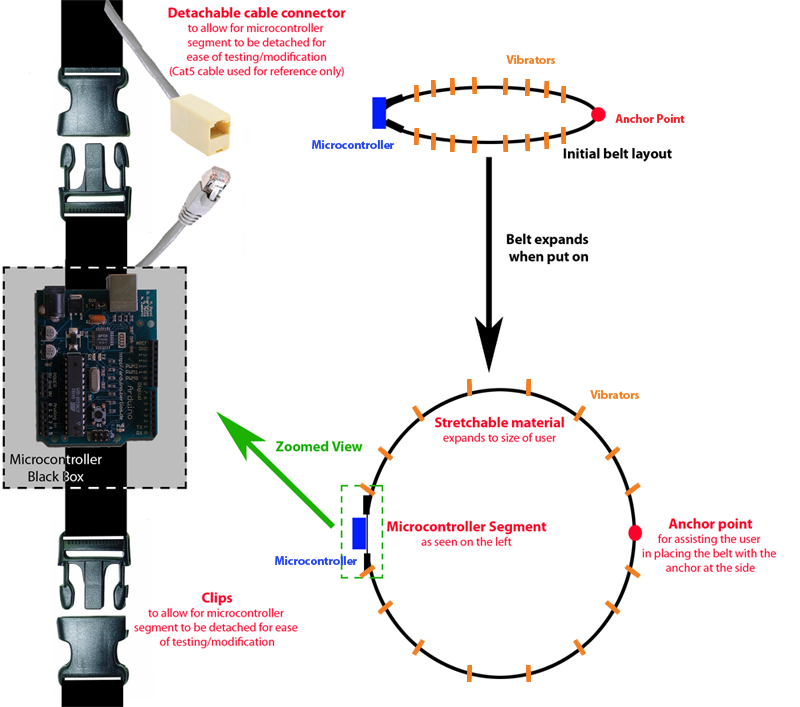 Detachable cable connector
to allow for microcontroller
segment to be detached for
ease of testing/modification
(Cat5 cable used for reference only)
Vibrators
Anchor Point
Microcontroller
Initial belt layout
Belt expands
when put on
Vibrators
Stretchable material
expands to size of user
Zoomed View
Microcontroller
Black Box
Microcontroller Segment
as seen on the left
Microcontroller
Anchor point
for assisting the user
in placing the belt with the
anchor at the side
Clips
to allow for microcontroller
segment to be detached for ease
of testing/modification
Arduino